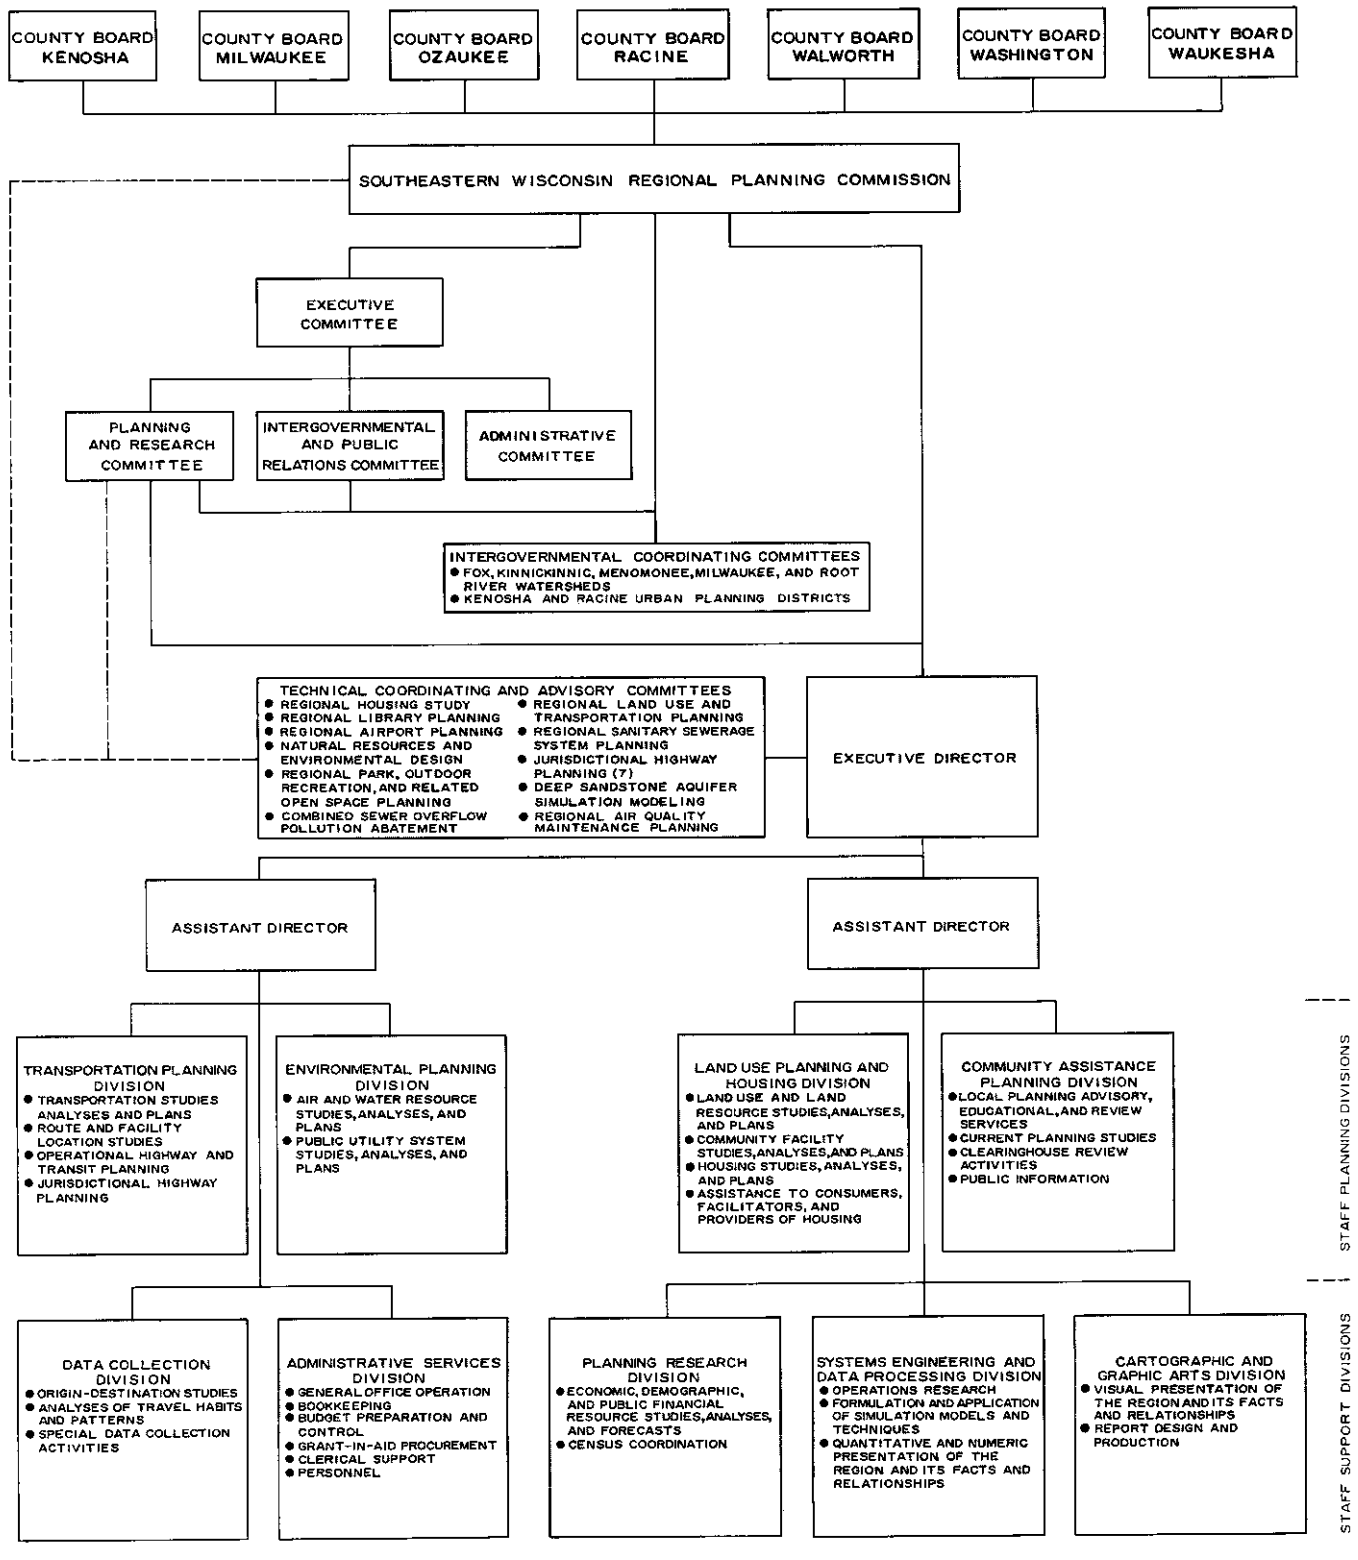 COUNTY BOARD
KENOSHA
COUNTY BOARD
MILWAUKEE
COUNTY BOARD
OZAUKEE
COUNTY BOARD
RACINE
COUNTY BOARD
WALWORTH
COUNTY BOARD
WASHINGTON
COUNTY BOARD
WAUKESHA
SOUTHEASTERN WISCONSIN REGIONAL PLANNING COMMISSION
EXECUTIVE
COMMITTEE
PLANNING
AND RESEARCH
COMMITTEE
INTERGOVERNMENTAL
AND PUBLIC
RELATIONS COMMITTEE
ADMINISTRATIVE
COMMITTEE
INTERGOVERNMENTAL COORDINATING COMMITTEES
● FOX, KINNICKINNIC, MENOMONEE, MILWAUKEE, AND ROOT
RIVER WATERSHEDS
● KENOSHA AND RACINE URBAN PLANNING DISTRICTS
TECHNICAL COORDINATING AND ADVISORY COMMITTEES
● REGIONAL HOUSING STUDY
● REGIONAL LIBRARY PLANNING
● REGIONAL AIRPORT PLANNING
● NATURAL RESOURCES AND
ENVIRONMENTAL DESIGN
● REGIONAL PARK, OUTDOOR
RECREATION, AND RELATED
OPEN SPACE PLANNING
● COMBINED SEWER OVERFLOW
POLLUTION ABATEMENT
● REGIONAL LAND USE AND
TRANSPORTATION PLANNING
● REGIONAL SANITARY SEWERAGE
SYSTEM PLANNING
● JURISDICTIONAL HIGHWAY
PLANNING (7)
● DEEP SANDSTONE AQUIFER
SIMULATION MODELING
● REGIONAL AIR QUALITY
MAINTENANCE PLANNING
EXECUTIVE DIRECTOR
ASSISTANT DIRECTOR
ASSISTANT DIRECTOR
TRANSPORTATION PLANNING
DIVISION
● TRANSPORTATION STUDIES
ANALYSES AND PLANS
● ROUTE AND FACILITY
LOCATION STUDIES
● OPERATIONAL HIGHWAY AND
TRANSIT PLANNING
● JURISDICTIONAL HIGHWAY
PLANNING
ENVIRONMENTAL PLANNING
DIVISION
● AIR AND WATER RESOURCE
STUDIES, ANALYSES, AND
PLANS
● PUBLIC UTILITY SYSTEM
STUDIES, ANALYSES, AND
PLANS
LAND USE PLANNING AND
HOUSING DIVISION
● LAND USE AND LAND
RESOURCE STUDIES, ANALYSES,
AND PLANS
● COMMUNITY FACILITY
STUDIES, ANALYSES, AND PLANS
● HOUSING STUDIES, ANALYSES,
AND PLANS
● ASSISTANCE TO CONSUMERS,
FACILITATORS, AND
PROVIDERS OF HOUSING
COMMUNITY ASSISTANCE
PLANNING DIVISION
● LOCAL PLANNING ADVISORY,
EDUCATIONAL, AND REVIEW
SERVICES
● CURRENT PLANNING STUDIES
● CLEARINGHOUSE REVIEW
ACTIVITIES
● PUBLIC INFORMATION
STAFF PLANNING DIVISIONS
DATA COLLECTION
DIVISION
● ORIGIN-DESTINATION STUDIES
● ANALYSES OF TRAVEL HABITS
AND PATTERNS
● SPECIAL DATA COLLECTION
ACTIVITIES
ADMINISTRATIVE SERVICES
DIVISION
● GENERAL OFFICE OPERATION
● BOOKKEEPING
● BUDGET PREPARATION AND
CONTROL
● GRANT-IN-AID PROCUREMENT
● CLERICAL SUPPORT
● PERSONNEL
PLANNING RESEARCH
DIVISION
● ECONOMIC, DEMOGRAPHIC,
AND PUBLIC FINANCIAL
RESOURCE STUDIES, ANALYSES,
AND FORECASTS
● CENSUS COORDINATION
SYSTEMS ENGINEERING AND
DATA PROCESSING DIVISION
● OPERATIONS RESEARCH
● FORMULATION AND APPLICATION
OF SIMULATION MODELS AND
TECHNIQUES
● QUANTITATIVE AND NUMERIC
PRESENTATION OF THE
REGION AND ITS FACTS AND
RELATIONSHIPS
CARTOGRAPHIC AND
GRAPHIC ARTS DIVISION
● VISUAL PRESENTATION OF
THE REGION AND ITS FACTS
AND RELATIONSHIPS
● REPORT DESIGN AND
PRODUCTION
STAFF SUPPORT DIVISIONS